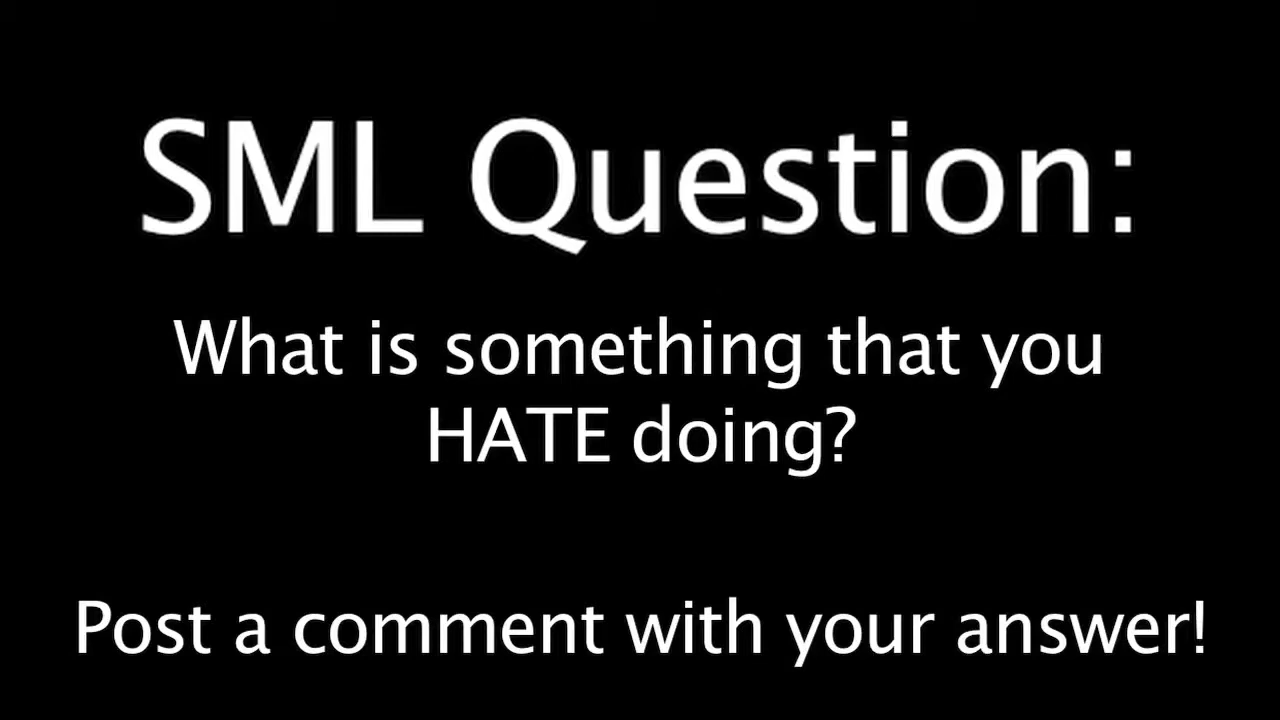 SML Question:
What is something that you
HATE doing?
Post a comment with your answer!